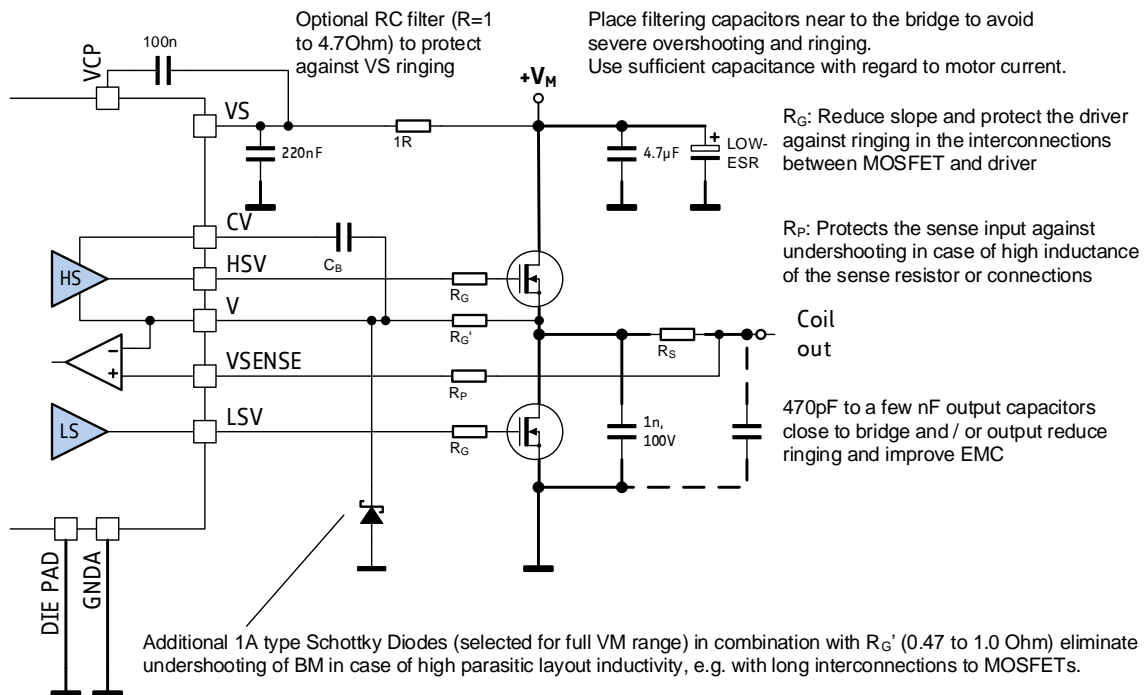 Optional RC filter (R=1
to 4.7Ohm) to protect
against VS ringing
Place filtering capacitors near to the bridge to avoid
severe overshooting and ringing.
Use sufficient capacitance with regard to motor current.
100n
VCP
+VM
VS
1R
220nF
4.7µF
+
LOW-
ESR
RG: Reduce slope and protect the driver
against ringing in the interconnections
between MOSFET and driver
CV
CB
RP: Protects the sense input against
undershooting in case of high inductance
of the sense resistor or connections
HS
HSV
RG
V
RG'
RS
Coil
out
-
+
VSENSE
RP
LS
LSV
RG
1n,
100V
470pF to a few nF output capacitors
close to bridge and / or output reduce
ringing and improve EMC
DIE PAD
GNDA
Additional 1A type Schottky Diodes (selected for full VM range) in combination with RG' (0.47 to 1.0 Ohm) eliminate
undershooting of BM in case of high parasitic layout inductivity, e.g. with long interconnections to MOSFETs.